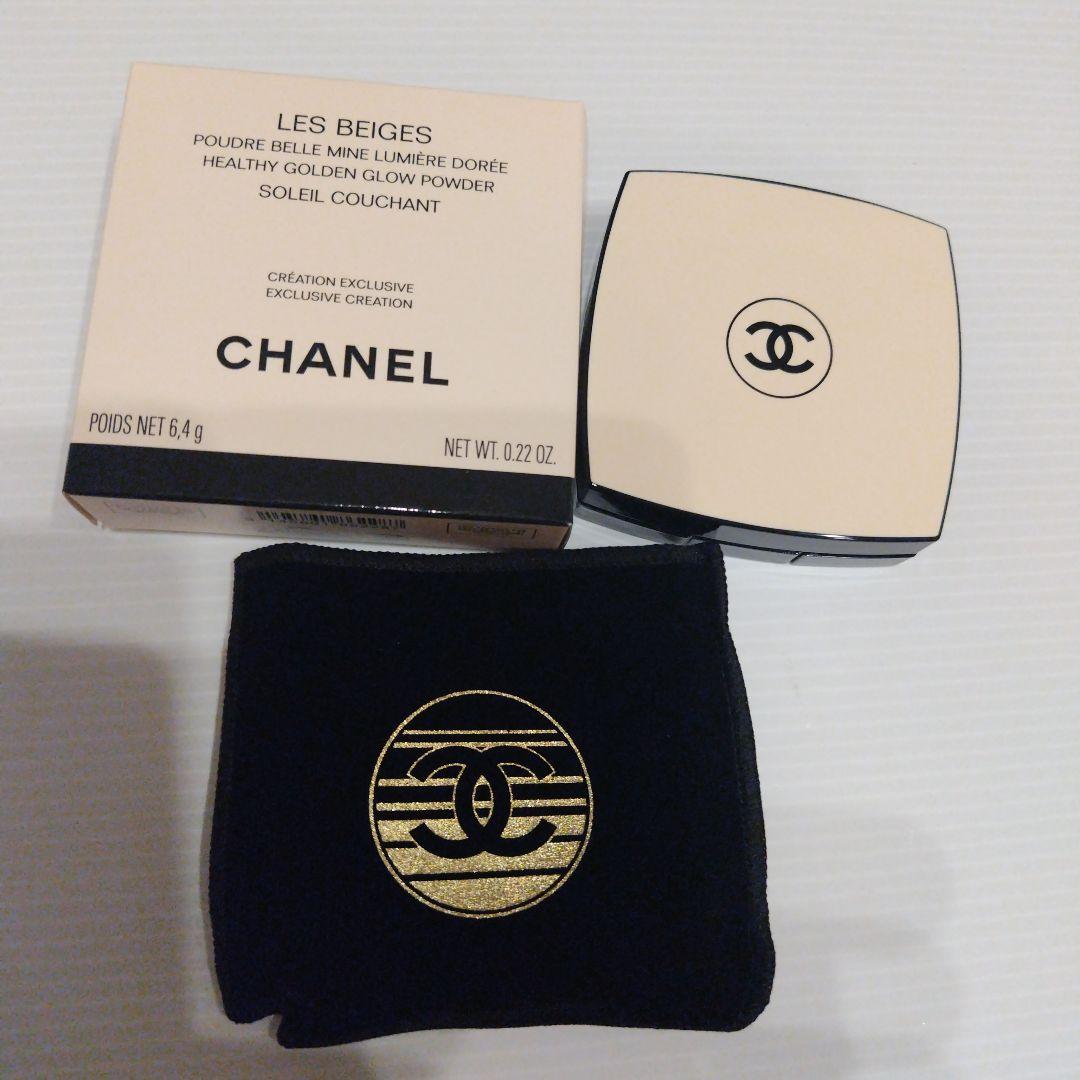 LES BEIGES
POUDRE BELLE MINE LUMIÈRE DORÉE
HEALTHY GOLDEN GLOW POWDER
SOLEIL COUCHANT
CRÉATION EXCLUSIVE
EXCLUSIVE CREATION
CHANEL
POIDS NET 6,4 g
NET WT. 0.22 OZ.